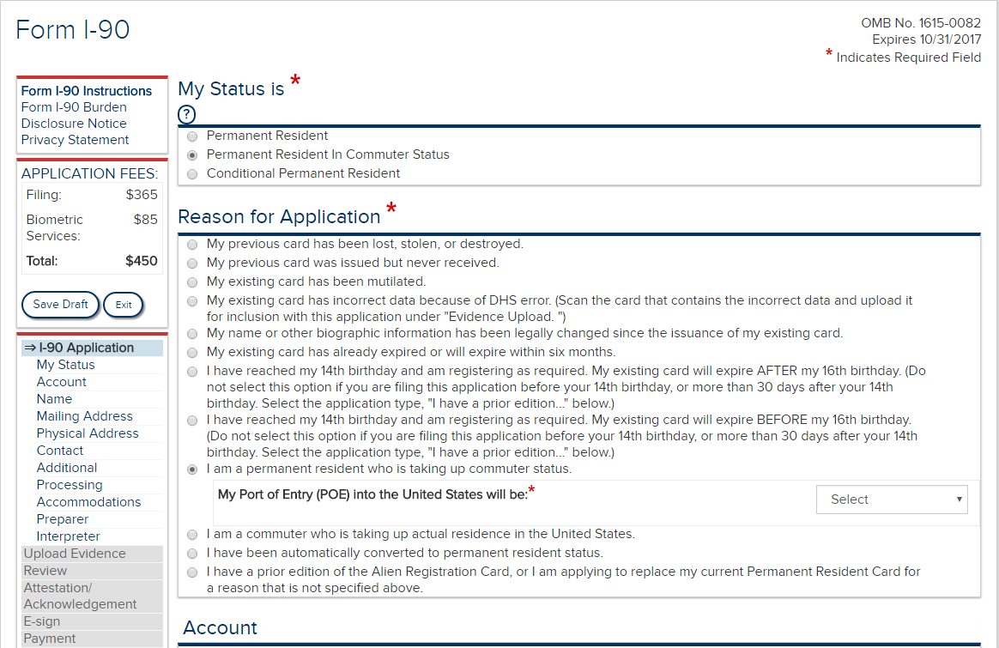 Form I-90
OMB No. 1615-0082
Expires 10/31/2017
* Indicates Required Field
Form I-90 Instructions
Form I-90 Burden
Disclosure Notice
Privacy Statement
APPLICATION FEES:
Filing: $365
Biometric $85
Services:
Total: $450
Save Draft Exit
⇒ I-90 Application
My Status
Account
Name
Mailing Address
Physical Address
Contact
Additional
Processing
Accommodations
Preparer
Interpreter
Upload Evidence
Review
Attestation/
Acknowledgement
E-sign
Payment
My Status is *
?
Permanent Resident
Permanent Resident In Commuter Status
Conditional Permanent Resident
Reason for Application *
My previous card has been lost, stolen, or destroyed.
My previous card was issued but never received.
My existing card has been mutilated.
My existing card has incorrect data because of DHS error. (Scan the card that contains the incorrect data and upload it
for inclusion with this application under "Evidence Upload. ")
My name or other biographic information has been legally changed since the issuance of my existing card.
My existing card has already expired or will expire within six months.
I have reached my 14th birthday and am registering as required. My existing card will expire AFTER my 16th birthday. (Do
not select this option if you are filing this application before your 14th birthday, or more than 30 days after your 14th
birthday. Select the application type, "I have a prior edition..." below.)
I have reached my 14th birthday and am registering as required. My existing card will expire BEFORE my 16th birthday.
(Do not select this option if you are filing this application before your 14th birthday, or more than 30 days after your 14th
birthday. Select the application type, "I have a prior edition..." below.)
I am a permanent resident who is taking up commuter status.
My Port of Entry (POE) into the United States will be:* Select
I am a commuter who is taking up actual residence in the United States.
I have been automatically converted to permanent resident status.
I have a prior edition of the Alien Registration Card, or I am applying to replace my current Permanent Resident Card for
a reason that is not specified above.
Account